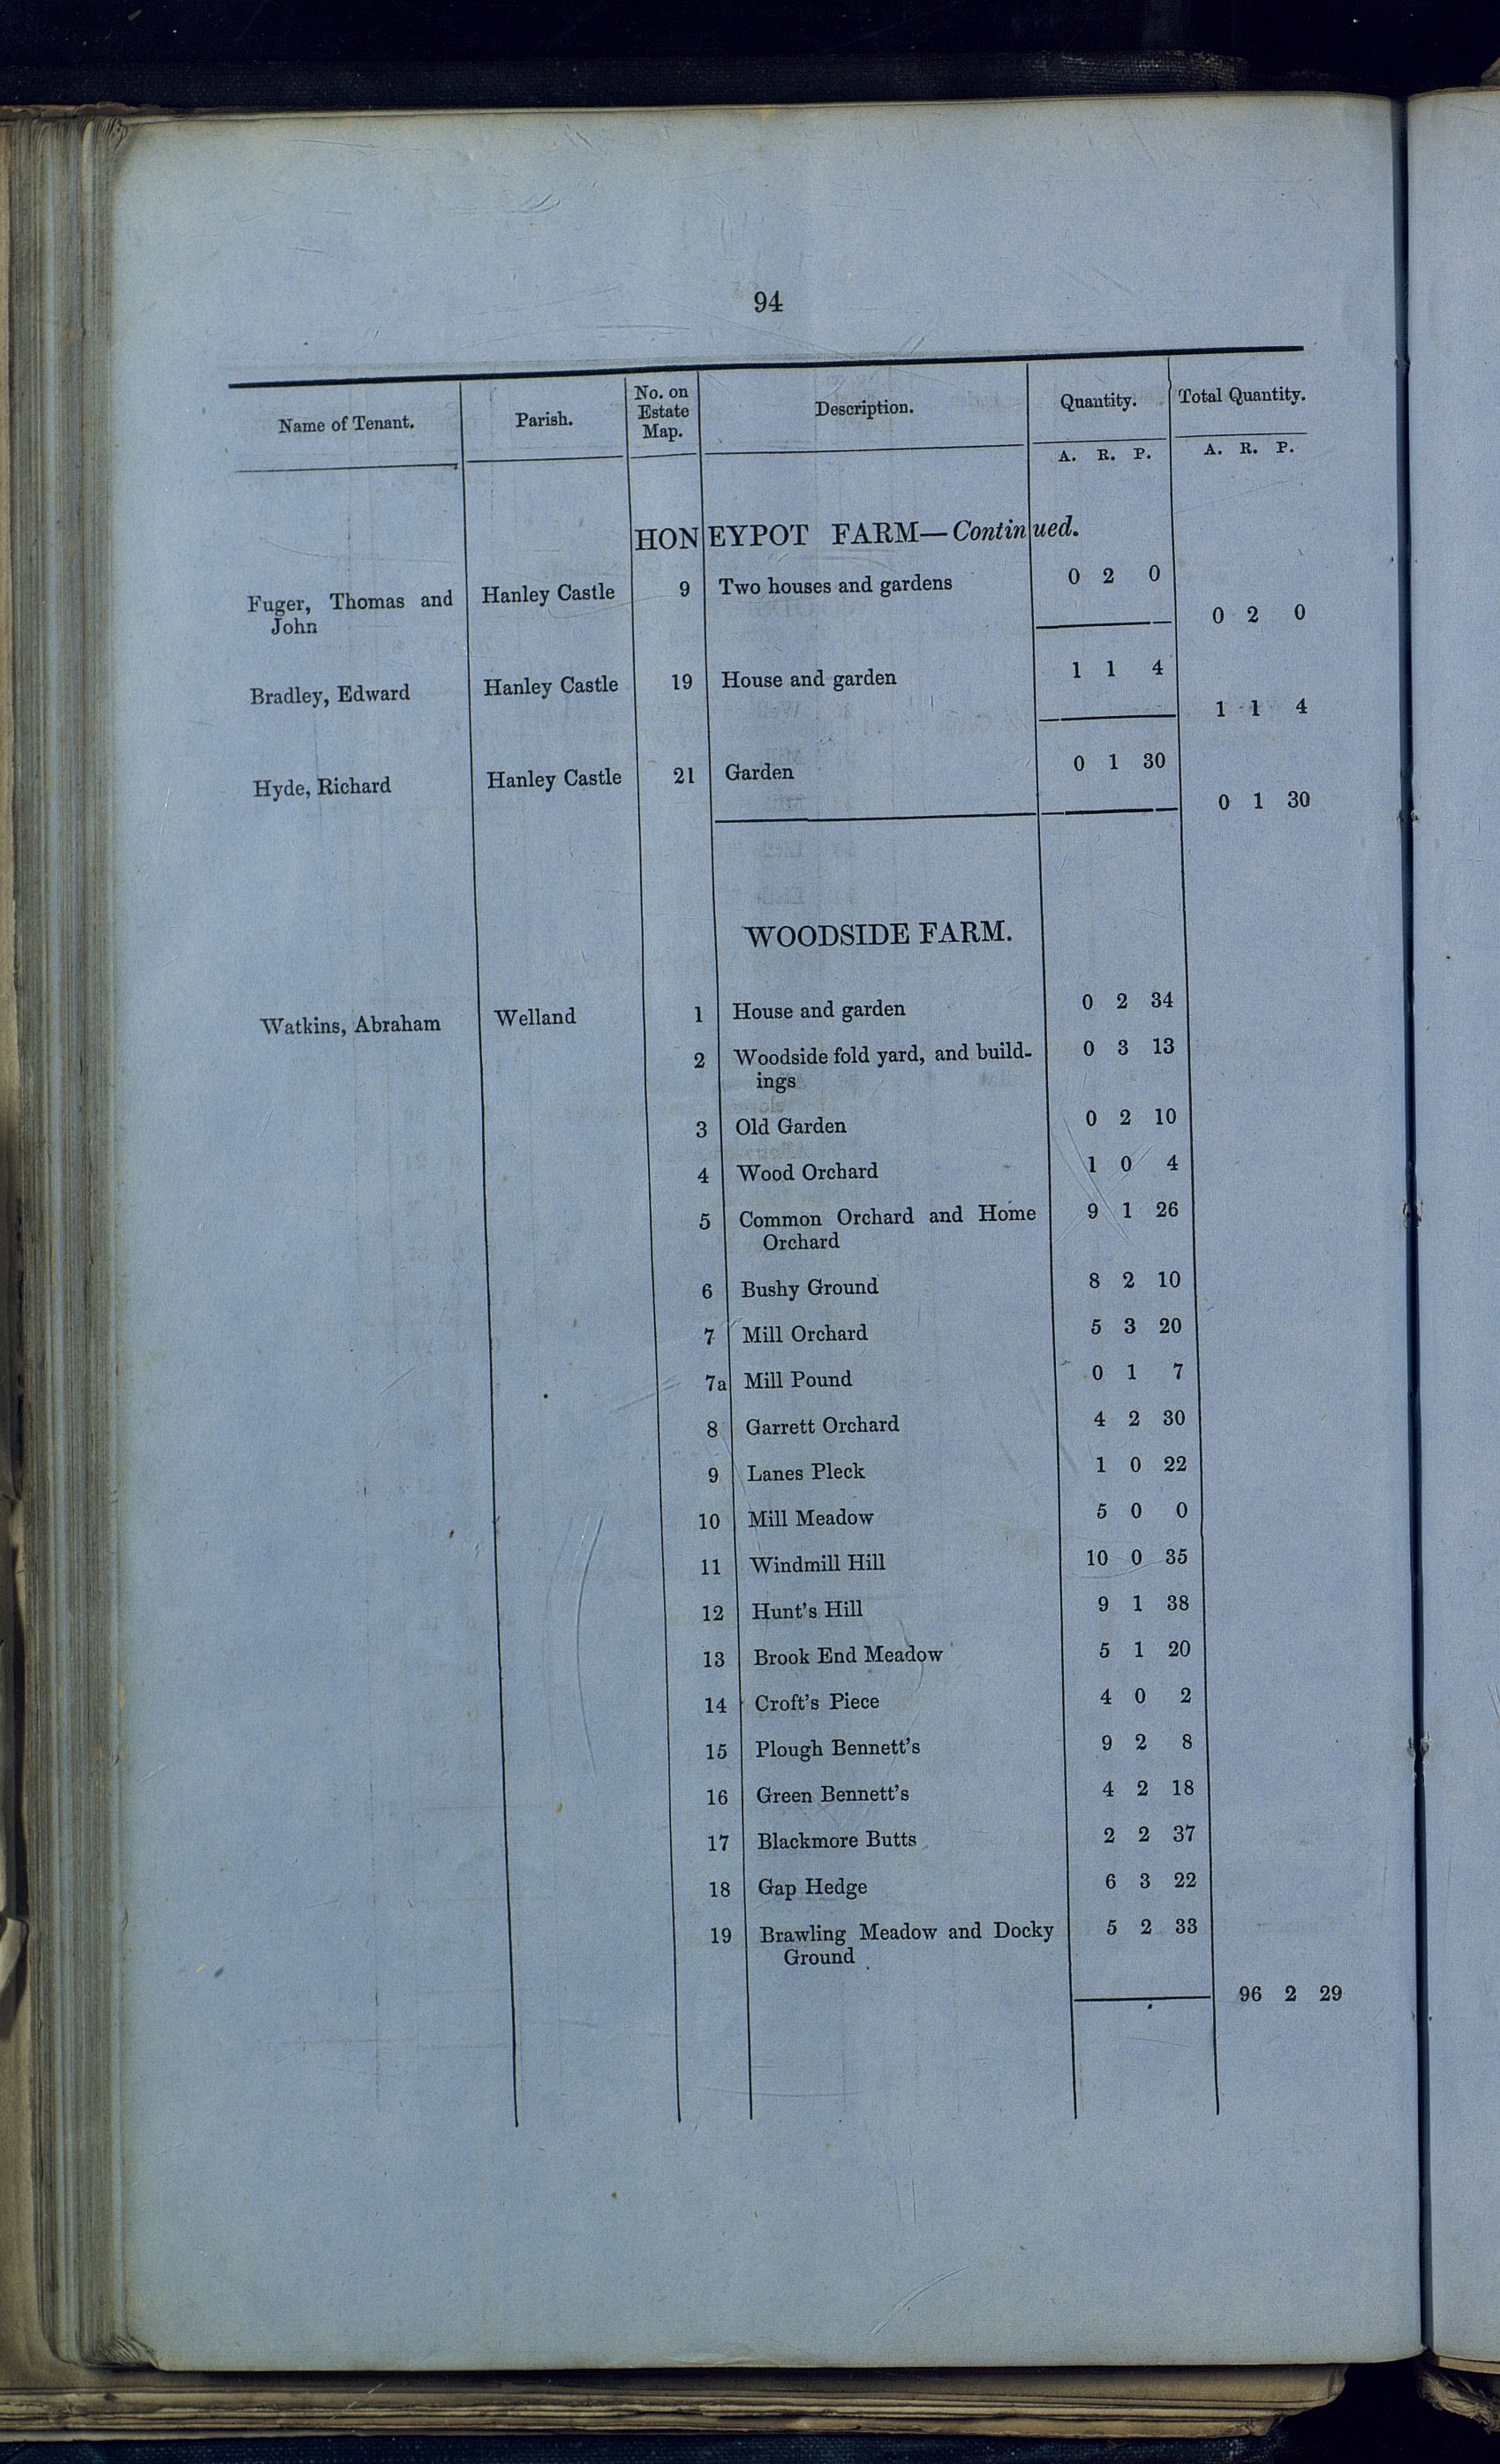 94
Name of Tenant. Parish. No. on Estate Map. Description. Quantity. Total Quantity.
A. R. P. A. R. P.
HONEYPOT FARM—Continued.
Fuger, Thomas and Hanley Castle 9 Two houses and gardens 0 2 0
John 0 2 0
Bradley, Edward Hanley Castle 19 House and garden 1 1 4
1 1 4
Hyde, Richard Hanley Castle 21 Garden 0 1 30
0 1 30
WOODSIDE FARM.
Watkins, Abraham Welland 1 House and garden 0 2 34
2 Woodside fold yard, and build- 0 3 13
ings
3 Old Garden 0 2 10
4 Wood Orchard 1 0 4
5 Common Orchard and Home 9 1 26
Orchard
6 Bushy Ground 8 2 10
7 Mill Orchard 5 3 20
7a Mill Pound 0 1 7
8 Garrett Orchard 4 2 30
9 Lanes Pleck 1 0 22
10 Mill Meadow 5 0 0
11 Windmill Hill 10 0 35
12 Hunt's Hill 9 1 38
13 Brook End Meadow 5 1 20
14 Croft's Piece 4 0 2
15 Plough Bennett's 9 2 8
16 Green Bennett's 4 2 18
17 Blackmore Butts 2 2 37
18 Gap Hedge 6 3 22
19 Brawling Meadow and Docky 5 2 33
Ground
96 2 29